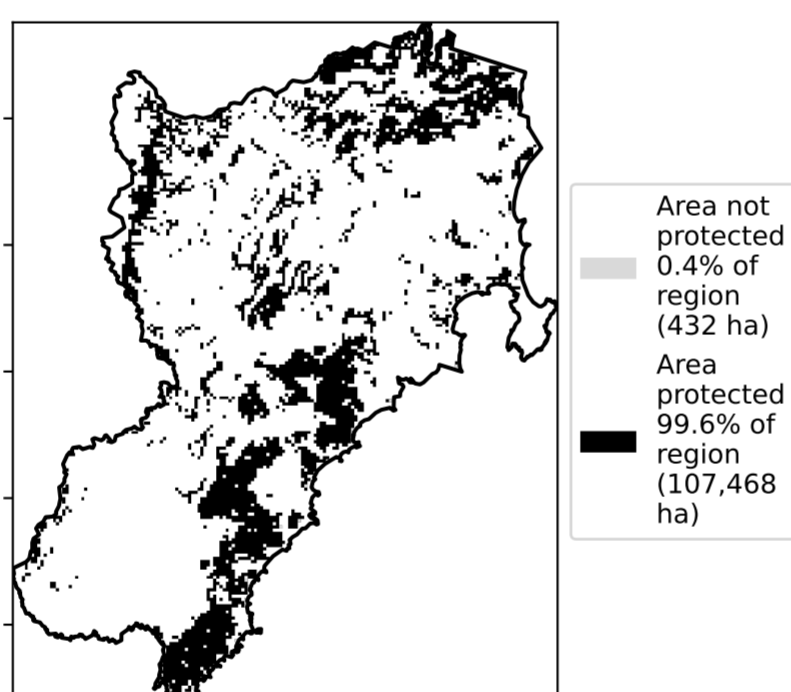 Area not
protected
0.4% of
region
(432 ha)
Area
protected
99.6% of
region
(107,468
ha)